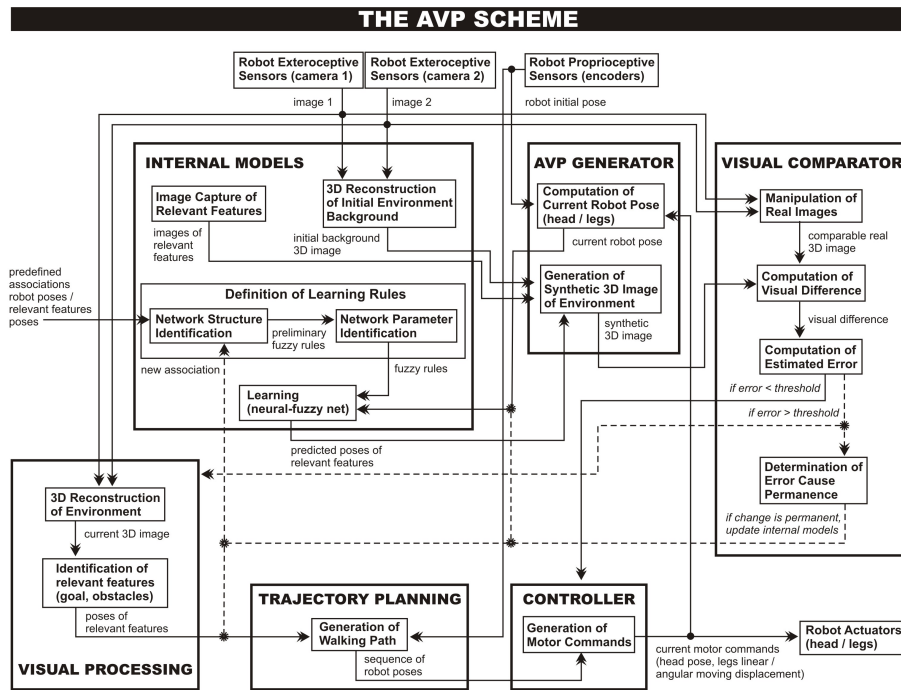 THE AVP SCHEME
Robot Exteroceptive
Sensors (camera 1)
Robot Exteroceptive
Sensors (camera 2)
Robot Proprioceptive
Sensors (encoders)
image 1
image 2
robot initial pose
INTERNAL MODELS
Image Capture of
Relevant Features
3D Reconstruction
of Initial Environment
Background
images of
relevant
features
initial background
3D image
predefined
associations
robot poses /
relevant features
poses
Definition of Learning Rules
Network Structure
Identification
preliminary
fuzzy rules
Network Parameter
Identification
new association
fuzzy rules
Learning
(neural-fuzzy net)
predicted poses of
relevant features
AVP GENERATOR
Computation of
Current Robot Pose
(head / legs)
current robot pose
Generation of
Synthetic 3D Image
of Environment
synthetic
3D image
VISUAL COMPARATOR
Manipulation of
Real Images
comparable real
3D image
Computation of
Visual Difference
visual difference
Computation of
Estimated Error
if error < threshold
if error > threshold
Determination of
Error Cause
Permanence
if change is permanent,
update internal models
3D Reconstruction
of Environment
current 3D image
Identification of
relevant features
(goal, obstacles)
poses of
relevant features
VISUAL PROCESSING
TRAJECTORY PLANNING
Generation of
Walking Path
sequence of
robot poses
CONTROLLER
Generation of
Motor Commands
current motor commands
(head pose, legs linear /
angular moving displacement)
Robot Actuators
(head / legs)